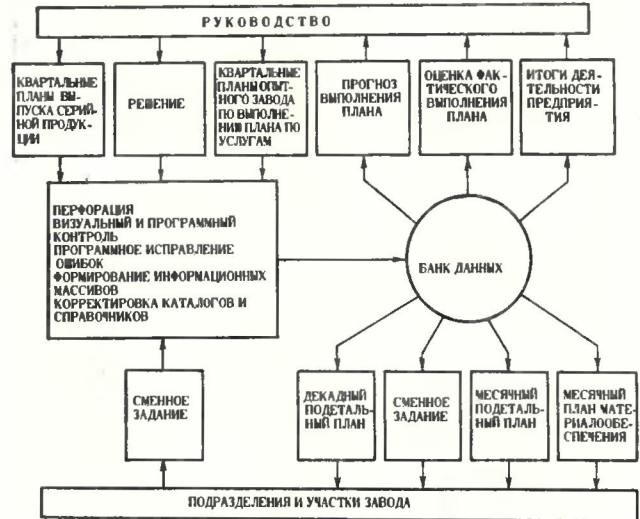 РУКОВОДСТВО
КВАРТАЛЬНЫЕ
ПЛАНЫ ВЫ-
ПУСКА СЕРИЙ-
НОЙ ПРОДУК-
ЦИИ
РЕШЕНИЕ
КВАРТАЛЬНЫЕ
ПЛАНЫ ОПЫТ-
НОГО ЗАВОДА
ПО ВЫПОЛНЕ-
НИЮ ПЛАНА ПО
УСЛУГАМ
ПРОГНОЗ
ВЫПОЛНЕНИЯ
ПЛАНА
ОЦЕНКА ФАК-
ТИЧЕСКОГО
ВЫПОЛНЕНИЯ
ПЛАНА
ИТОГИ ДЕЯ-
ТЕЛЬНОСТИ
ПРЕДПРИЯ-
ТИЯ
ПЕРФОРАЦИЯ
ВИЗУАЛЬНЫЙ И ПРОГРАММНЫЙ
КОНТРОЛЬ
ПРОГРАММНОЕ ИСПРАВЛЕНИЕ
ОШИБОК
ФОРМИРОВАНИЕ ИНФОРМАЦИОННЫХ
МАССИВОВ
КОРРЕКТИРОВКА КАТАЛОГОВ И
СПРАВОЧНИКОВ
БАНК ДАННЫХ
СМЕННОЕ
ЗАДАНИЕ
ДЕКАДНЫЙ
ПОДЕТАЛЬ-
НЫЙ ПЛАН
СМЕННОЕ
ЗАДАНИЕ
МЕСЯЧНЫЙ
ПОДЕТАЛЬ-
НЫЙ ПЛАН
МЕСЯЧНЫЙ
ПЛАН МАТЕ-
РИАЛООБЕ-
СПЕЧЕНИЯ
ПОДРАЗДЕЛЕНИЯ И УЧАСТКИ ЗАВОДА